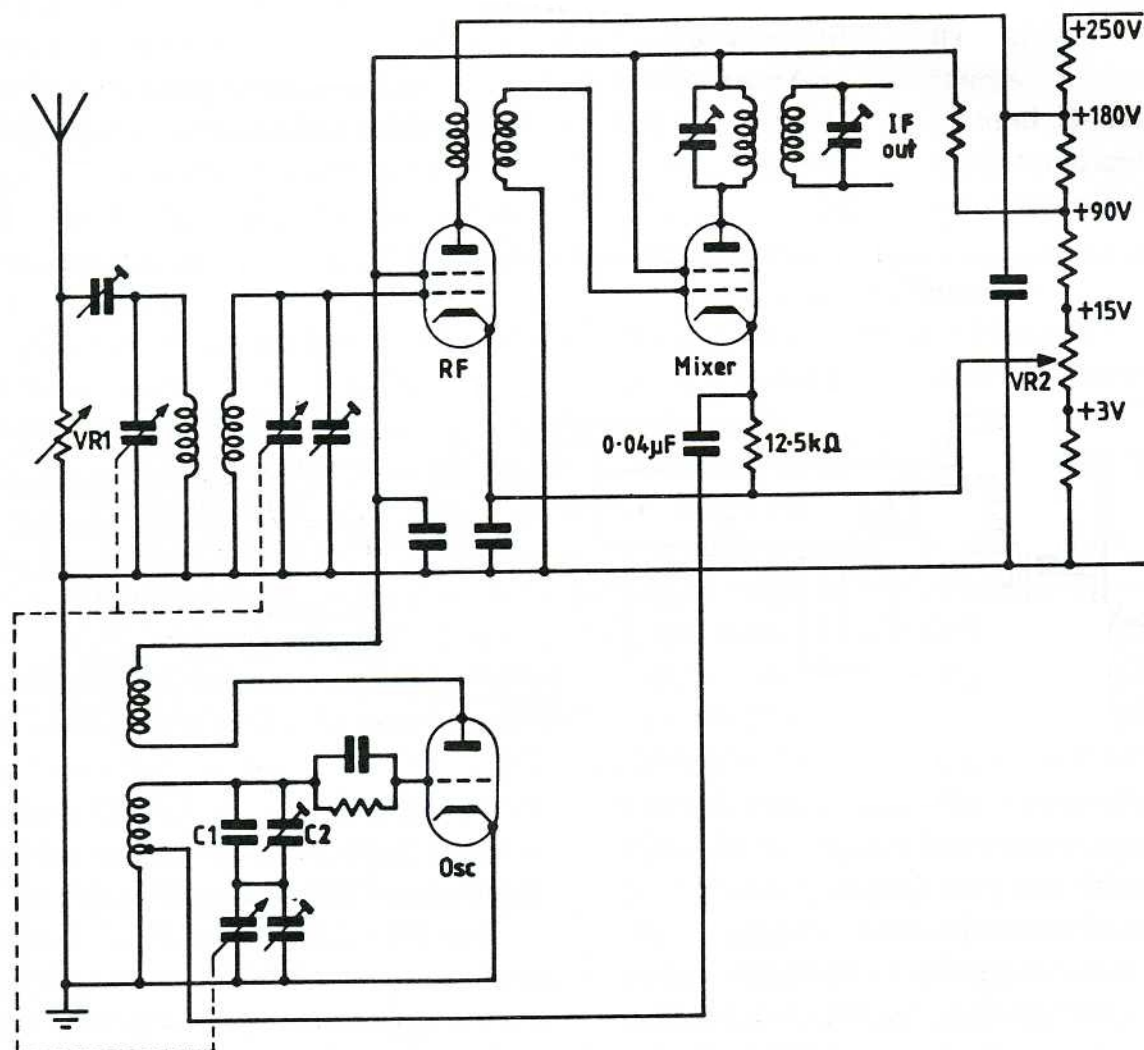 +250V
+180V
IF
out
+90V
+15V
RF
Mixer
VR2
VR1
0·04µF
12·5kΩ
+3V
C1
C2
Osc